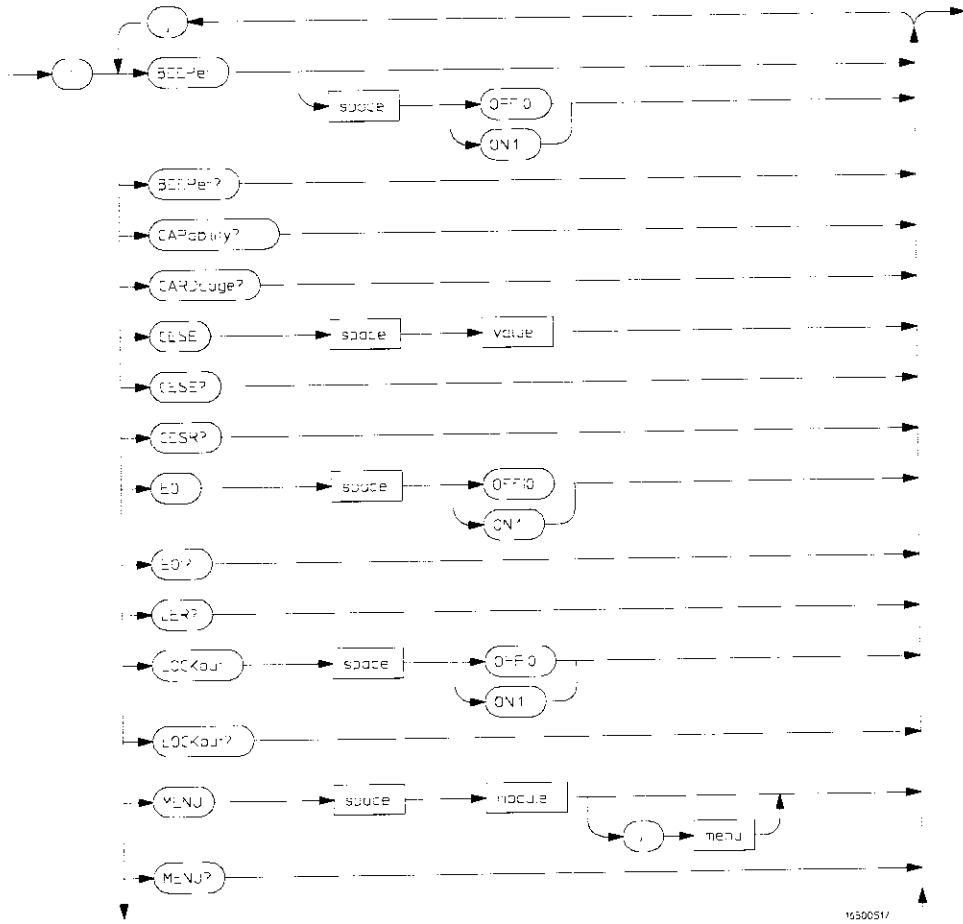 BEEPer
space OFF|0
ON|1
BEEPer?
CAPability?
CARDcage?
CESE space value
CESE?
CESR?
EOI space OFF|0
ON|1
EOI?
LER?
LOCKout space OFF|0
ON|1
LOCKout?
MENU space module
, menu
MENU?